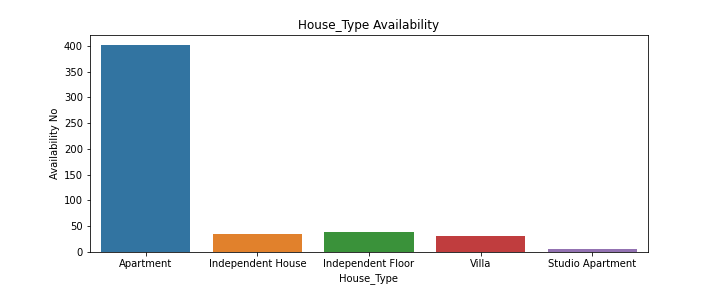 House_Type Availability
400
350
300
250
200
150
100
50
0
Availability No
Apartment
Independent House
Independent Floor
Villa
Studio Apartment
House_Type